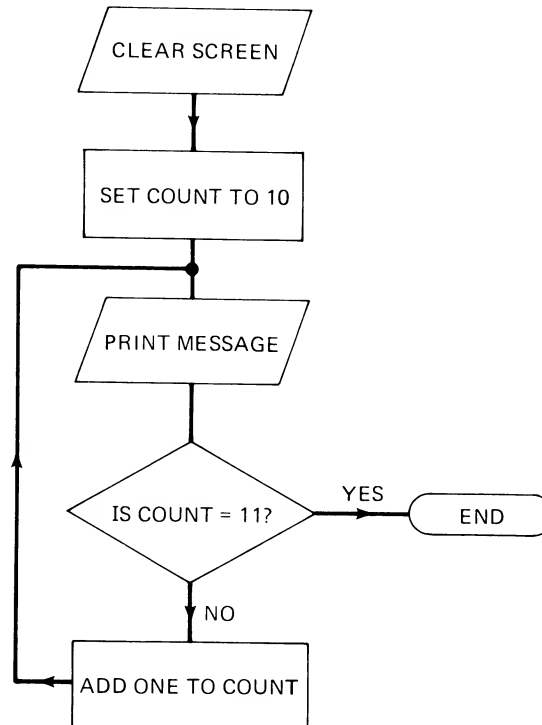 CLEAR SCREEN
SET COUNT TO 10
PRINT MESSAGE
IS COUNT = 11?
YES
END
NO
ADD ONE TO COUNT